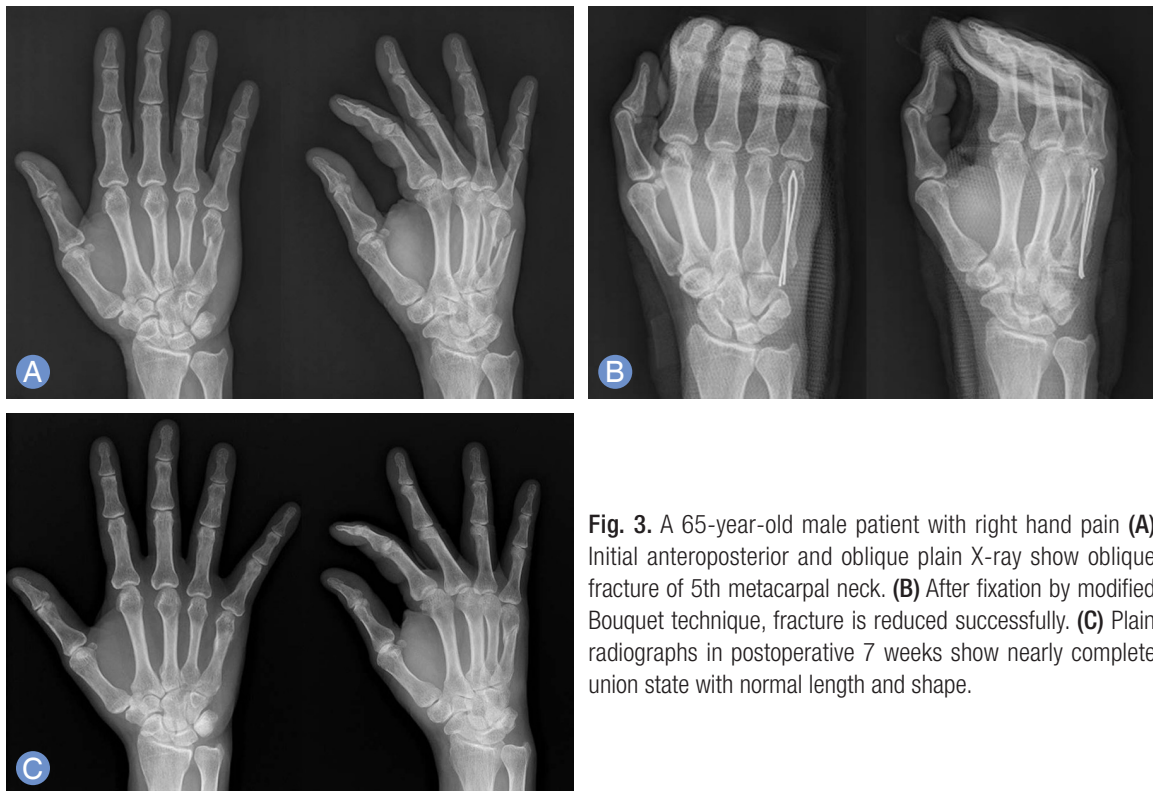 A
B
C
Fig. 3. A 65-year-old male patient with right hand pain (A)
Initial anteroposterior and oblique plain X-ray show oblique
fracture of 5th metacarpal neck. (B) After fixation by modified
Bouquet technique, fracture is reduced successfully. (C) Plain
radiographs in postoperative 7 weeks show nearly complete
union state with normal length and shape.